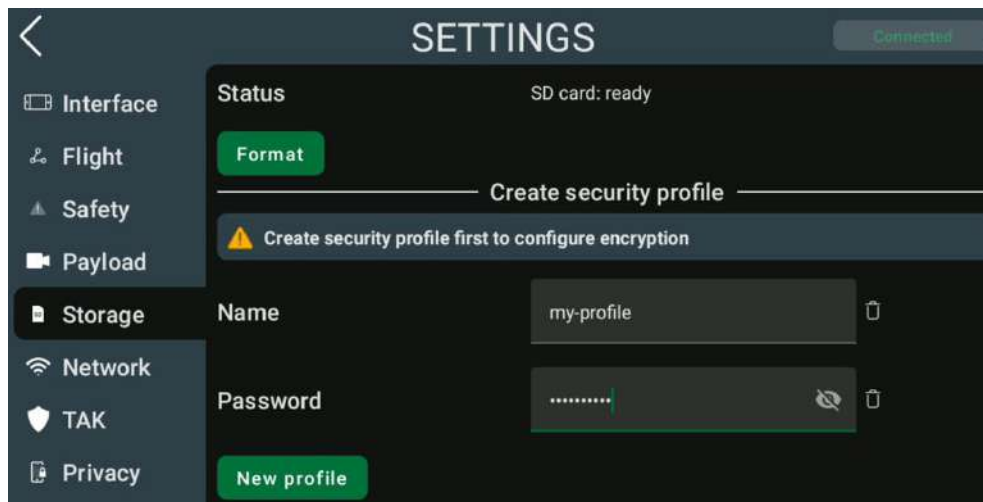 SETTINGS
Connected
Interface
Flight
Safety
Payload
Storage
Network
TAK
Privacy
Status
SD card: ready
Format
Create security profile
Create security profile first to configure encryption
Name
my-profile
Password
••••••••••
New profile